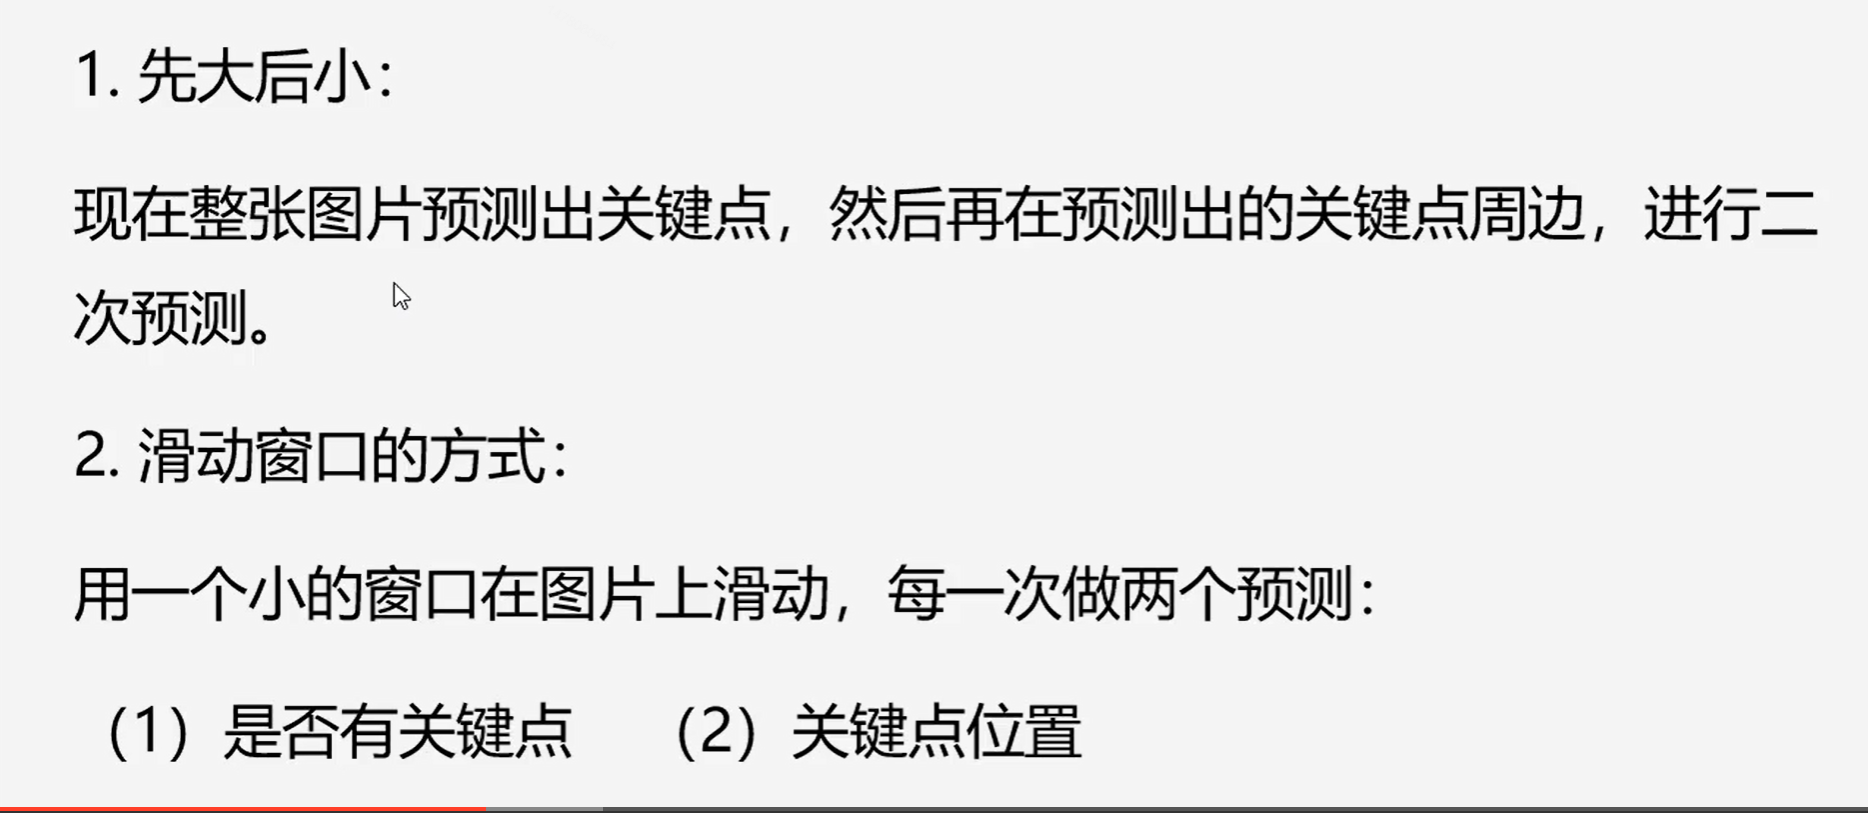 1. 先大后小：
现在整张图片预测出关键点，然后再在预测出的关键点周边，进行二
次预测。
2. 滑动窗口的方式：
用一个小的窗口在图片上滑动，每一次做两个预测：
（1）是否有关键点 （2）关键点位置